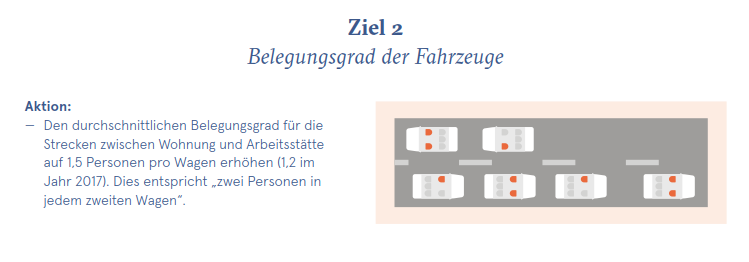 Ziel 2
Belegungsgrad der Fahrzeuge
Aktion:
— Den durchschnittlichen Belegungsgrad für die
Strecken zwischen Wohnung und Arbeitsstätte
auf 1,5 Personen pro Wagen erhöhen (1,2 im
Jahr 2017). Dies entspricht „zwei Personen in
jedem zweiten Wagen“.